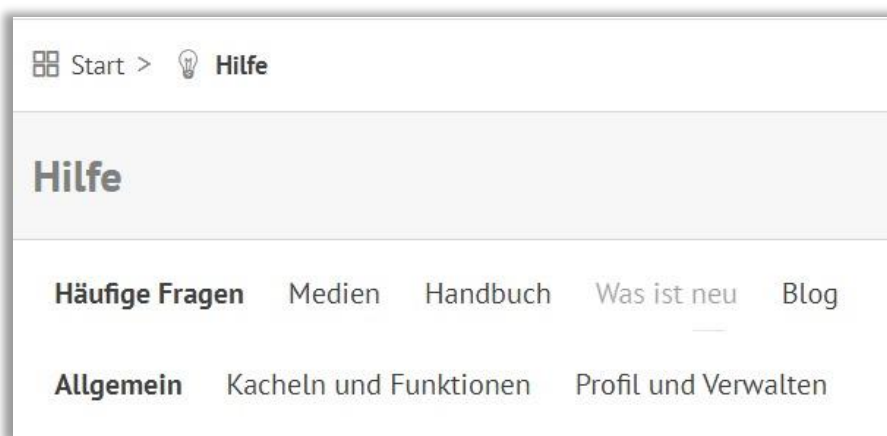 Start > Hilfe
Hilfe
Häufige Fragen Medien Handbuch Was ist neu Blog
Allgemein Kacheln und Funktionen Profil und Verwalten